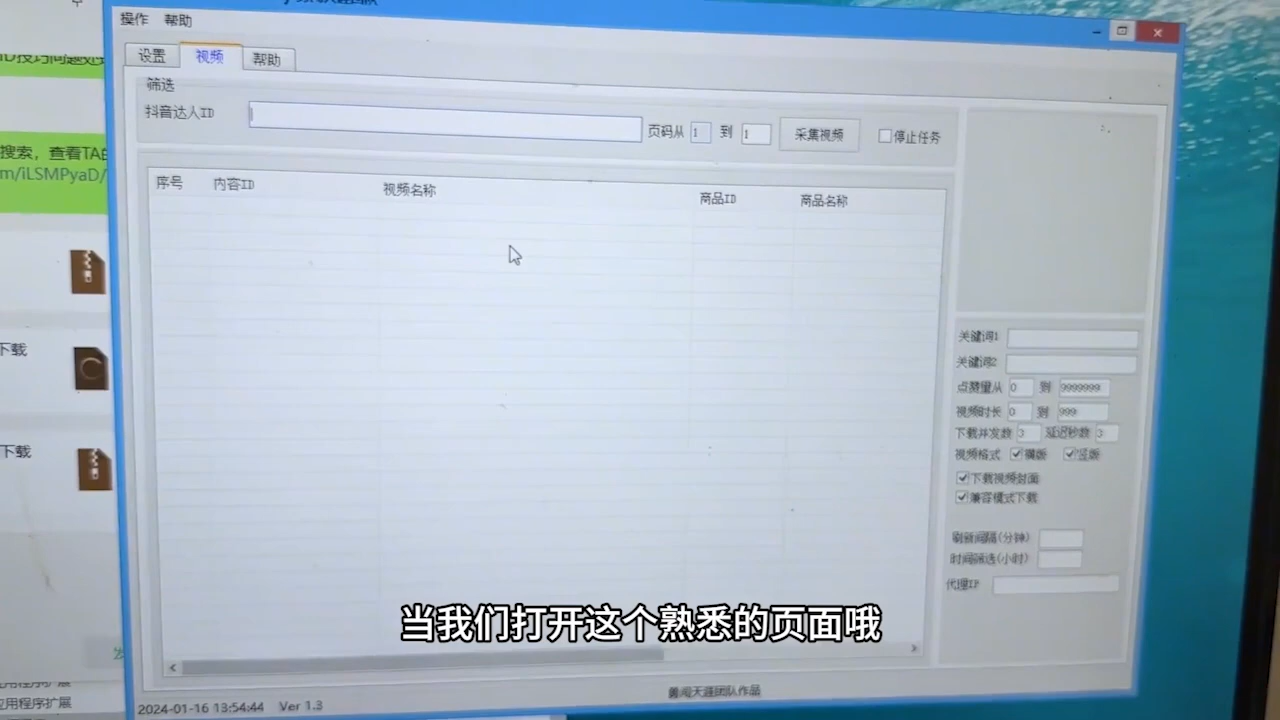 操作 帮助
设置 视频 帮助
筛选
抖音达人ID
页码从 1 到 1 采集视频 停止任务
序号 内容ID 视频名称 商品ID 商品名称
搜索，查看TA的
m/iLSMPyaD/
下载
下载
关键词1
关键词2
点赞量从 0 到 9999999
视频时长 0 到 999
下载并发数 3 延迟秒数 3
视频格式 横版 竖版
下载视频封面
兼容模式下载
刷新间隔(分钟)
时间筛选(小时)
代理IP
当我们打开这个熟悉的页面哦
应用程序扩展
2024-01-16 13:54:44 Ver 1.3